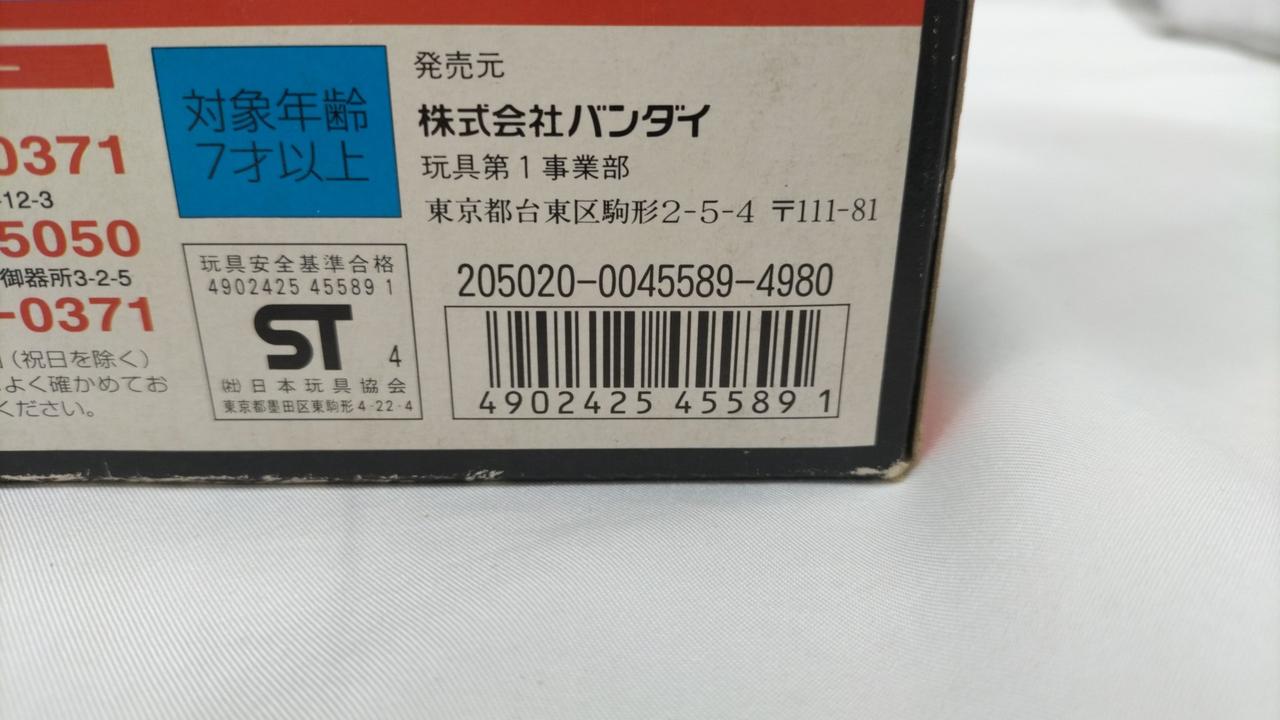 0371
-12-3
5050
御器所3-2-5
-0371
（祝日を除く）
よく確かめてお
ください。
対象年齢
7才以上
玩具安全基準合格
4902425 45589 1
ST 4
㈳日本玩具協会
東京都墨田区東駒形4-22-4
発売元
株式会社バンダイ
玩具第1事業部
東京都台東区駒形2-5-4 〒111-81
205020-0045589-4980
4902425 45589 1